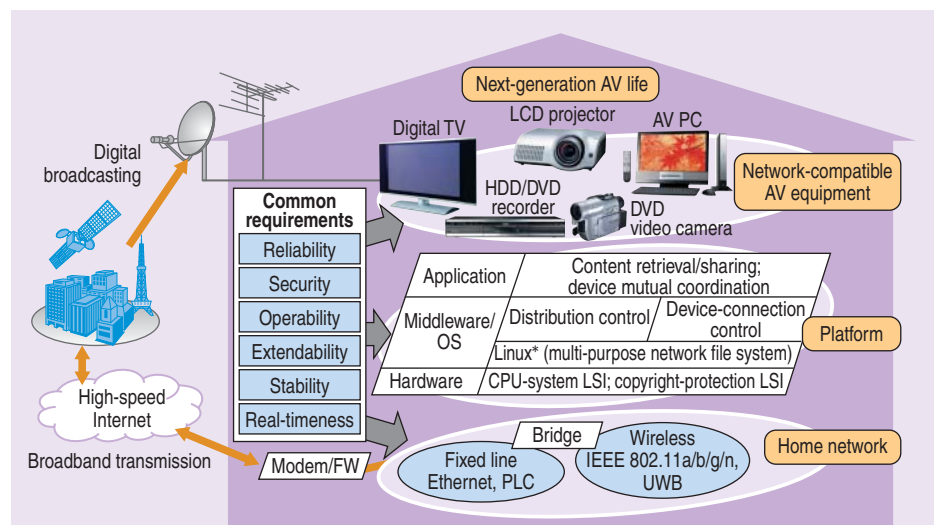 Next-generation AV life
LCD projector
AV PC
Digital TV
Digital
broadcasting
Network-compatible
AV equipment
HDD/DVD
recorder
DVD
video camera
Common
requirements
Reliability
Security
Operability
Extendability
Stability
Real-timeness
Application
Content retrieval/sharing;
device mutual coordination
Middleware/
OS
Distribution control
Device-connection
control
Linux* (multi-purpose network file system)
Hardware
CPU-system LSI; copyright-protection LSI
Platform
High-speed
Internet
Broadband transmission
Modem/FW
Bridge
Fixed line
Ethernet, PLC
Wireless
IEEE 802.11a/b/g/n,
UWB
Home network